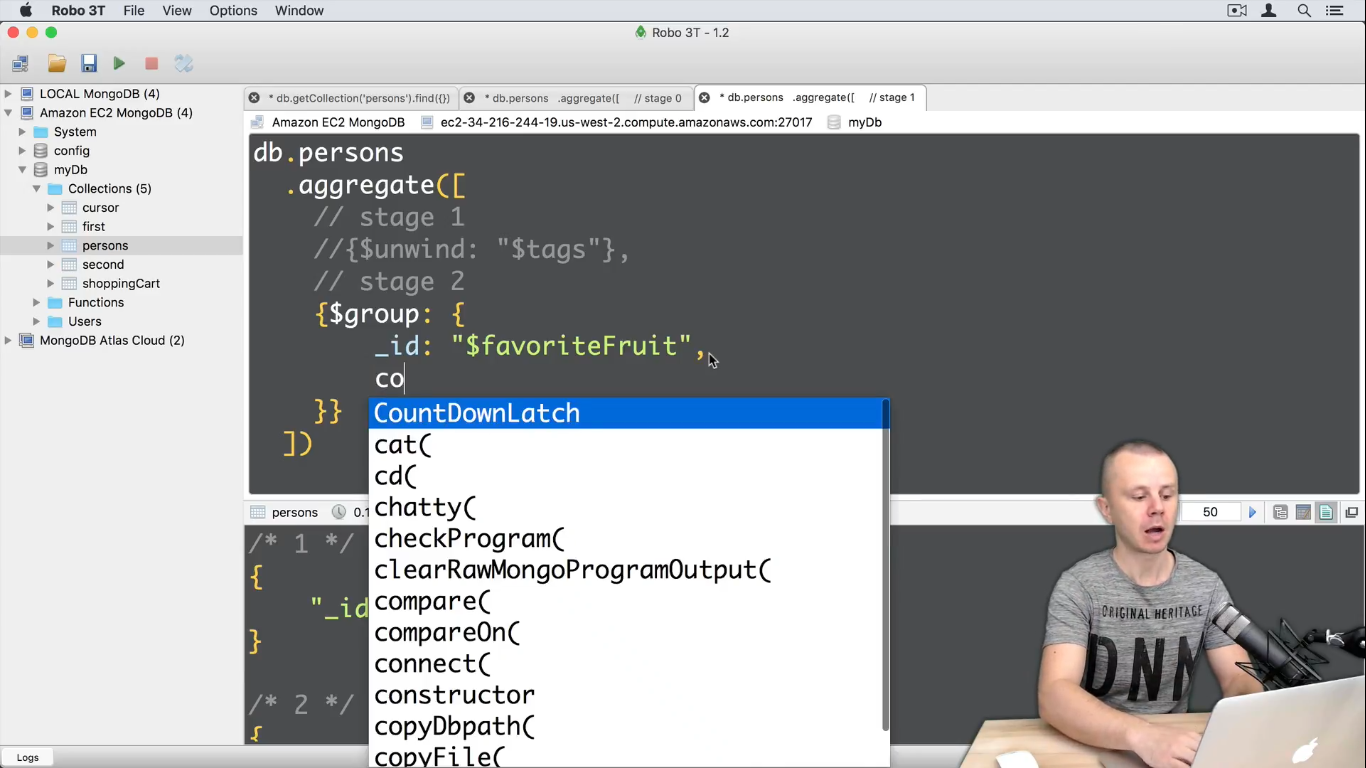 Robo 3T File View Options Window
Robo 3T - 1.2
LOCAL MongoDB (4)
Amazon EC2 MongoDB (4)
System
config
myDb
Collections (5)
cursor
first
persons
second
shoppingCart
Functions
Users
MongoDB Atlas Cloud (2)
* db.getCollection('persons').find({}) * db.persons .aggregate([ // stage 0 * db.persons .aggregate([ // stage 1
Amazon EC2 MongoDB ec2-34-216-244-19.us-west-2.compute.amazonaws.com:27017 myDb
db.persons
.aggregate([
// stage 1
//{$unwind: "$tags"},
// stage 2
{$group: {
_id: "$favoriteFruit",
co
}}
])
CountDownLatch
cat(
cd(
chatty(
checkProgram(
clearRawMongoProgramOutput(
compare(
compareOn(
connect(
constructor
copyDbpath(
copyFile(
persons 0.1 50
/* 1 */
{
"_id
}
/* 2 */
{
ORIGINAL HERITAGE
DNN
Logs